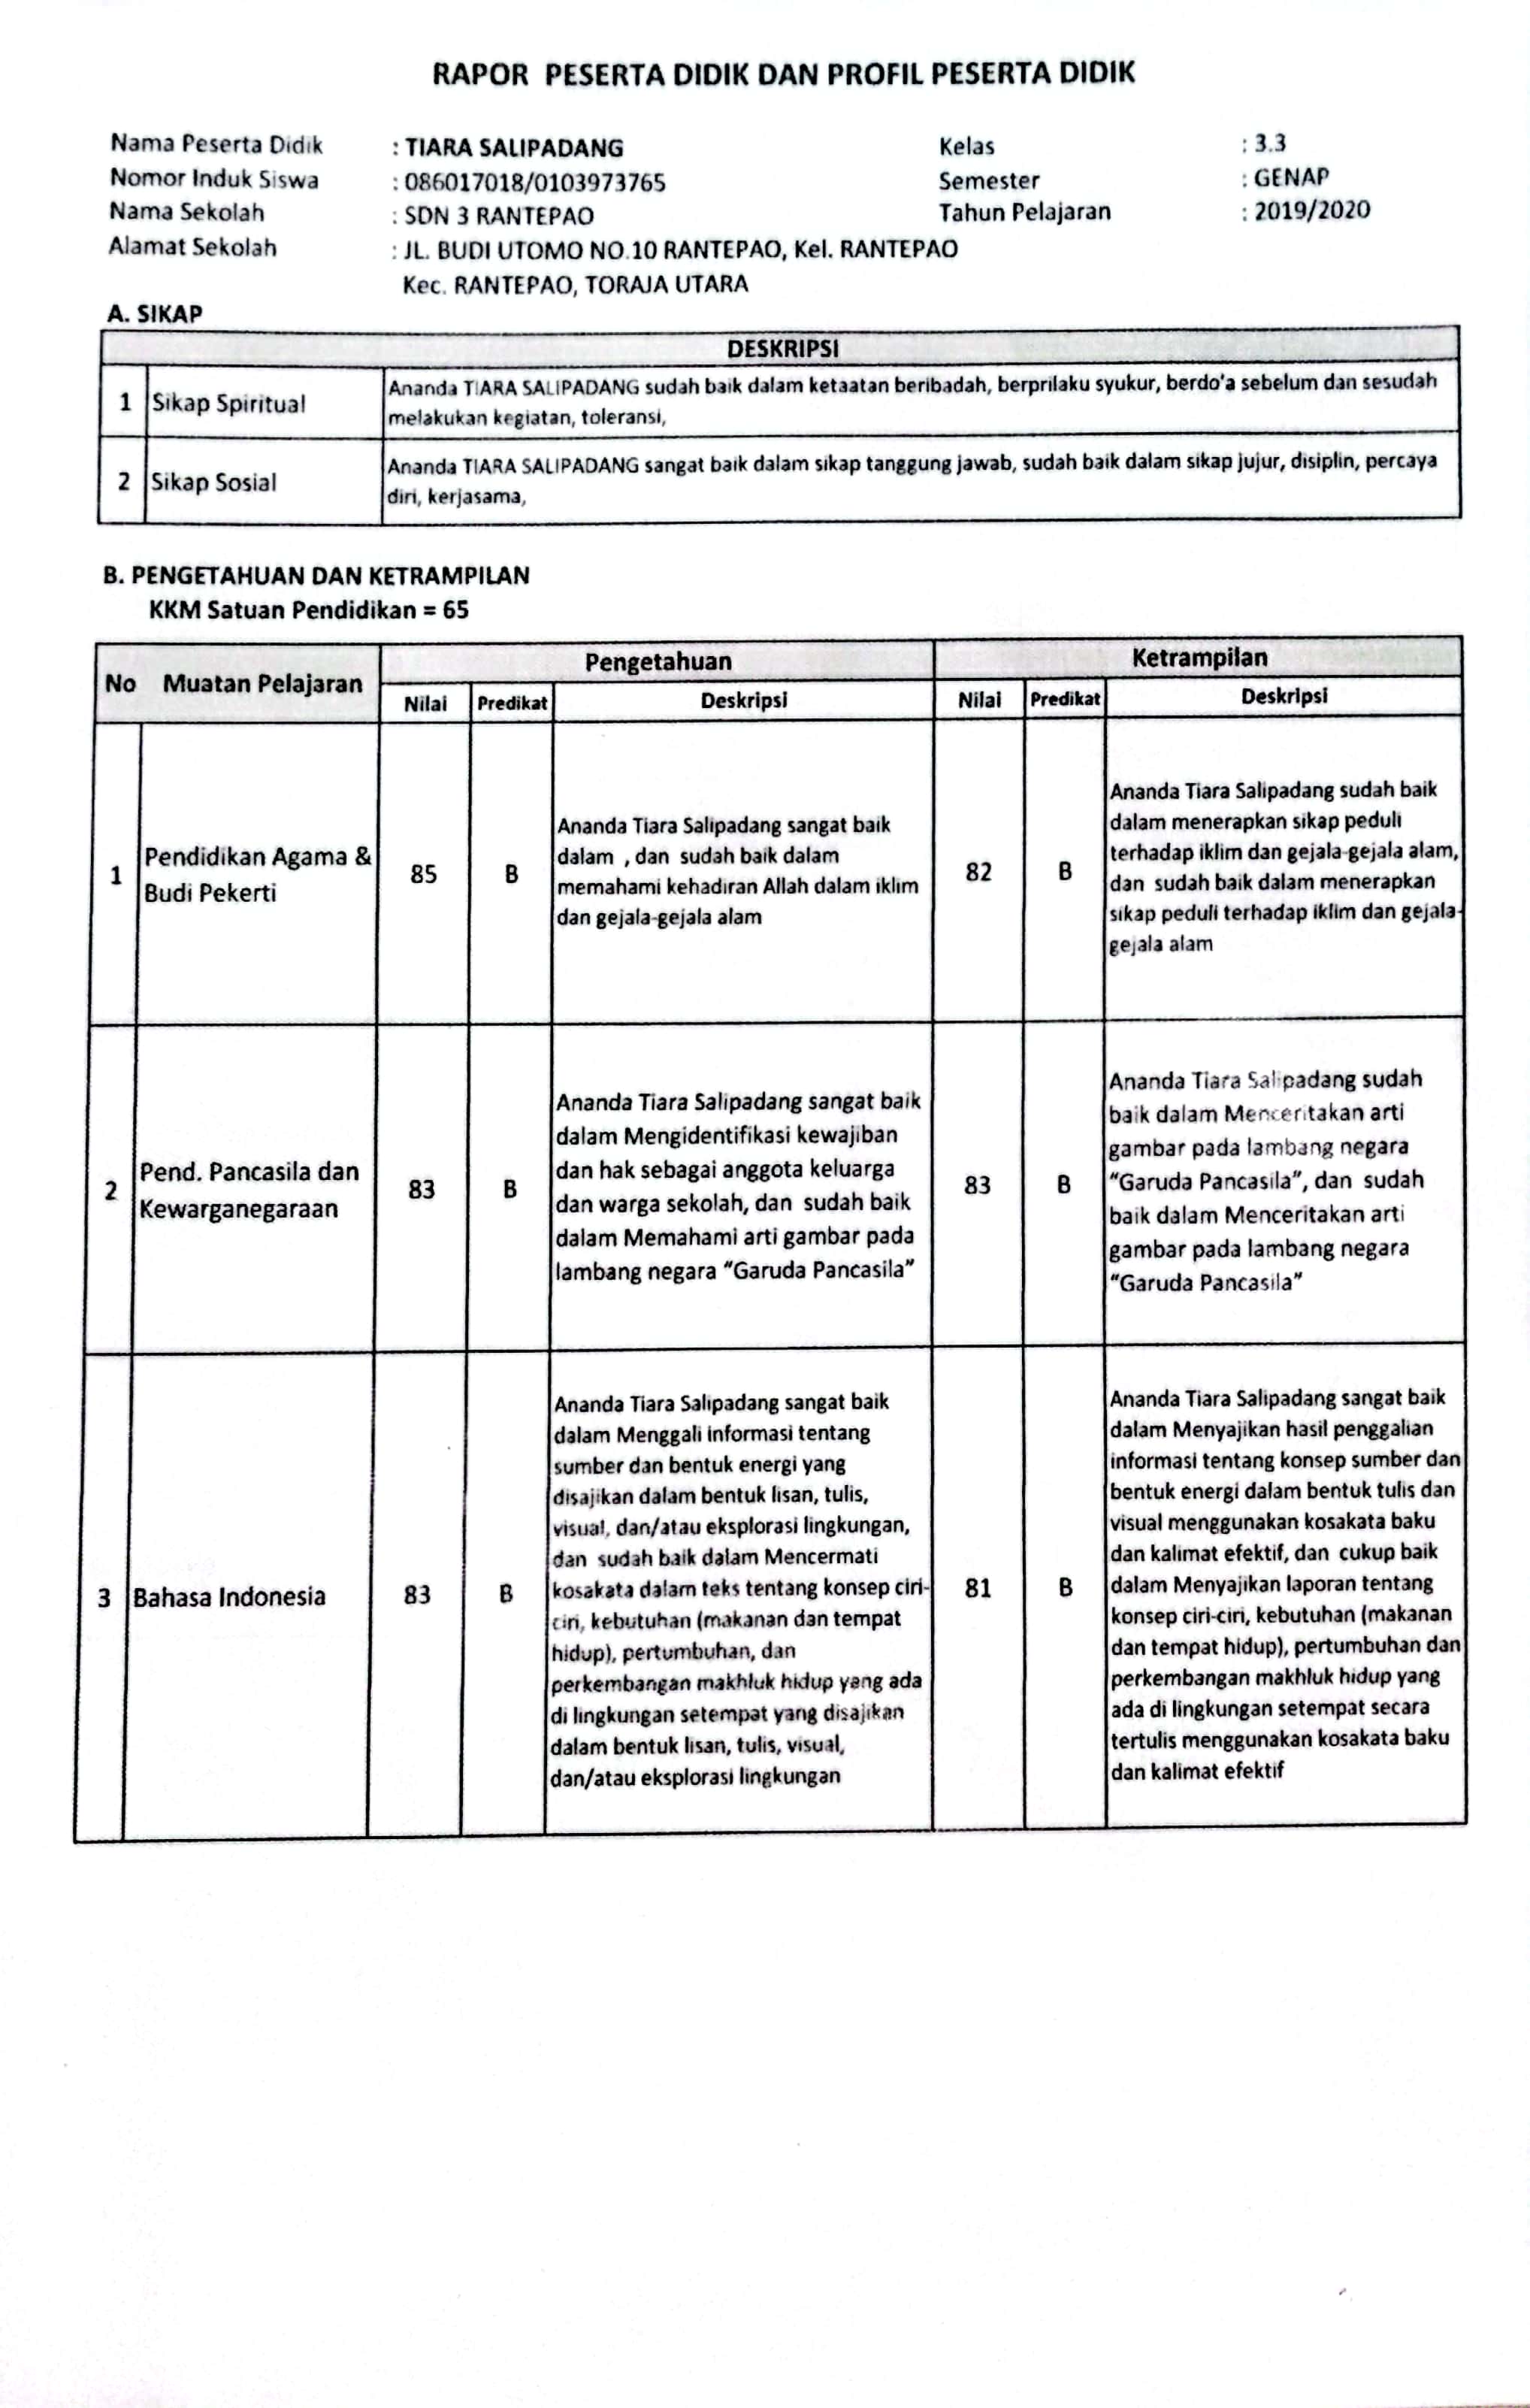 RAPOR PESERTA DIDIK DAN PROFIL PESERTA DIDIK
Nama Peserta Didik : TIARA SALIPADANG Kelas : 3.3
Nomor Induk Siswa : 086017018/0103973765 Semester : GENAP
Nama Sekolah : SDN 3 RANTEPAO Tahun Pelajaran : 2019/2020
Alamat Sekolah : JL. BUDI UTOMO NO.10 RANTEPAO, Kel. RANTEPAO
Kec. RANTEPAO, TORAJA UTARA
A. SIKAP
DESKRIPSI
1 Sikap Spiritual
Ananda TIARA SALIPADANG sudah baik dalam ketaatan beribadah, berprilaku syukur, berdo'a sebelum dan sesudah
melakukan kegiatan, toleransi,
2 Sikap Sosial
Ananda TIARA SALIPADANG sangat baik dalam sikap tanggung jawab, sudah baik dalam sikap jujur, disiplin, percaya
diri, kerjasama,
B. PENGETAHUAN DAN KETRAMPILAN
KKM Satuan Pendidikan = 65
No Muatan Pelajaran Pengetahuan Ketrampilan
Nilai Predikat Deskripsi Nilai Predikat Deskripsi
1
Pendidikan Agama &
Budi Pekerti
85 B
Ananda Tiara Salipadang sangat baik
dalam , dan sudah baik dalam
memahami kehadiran Allah dalam iklim
dan gejala-gejala alam
82 B
Ananda Tiara Salipadang sudah baik
dalam menerapkan sikap peduli
terhadap iklim dan gejala-gejala alam,
dan sudah baik dalam menerapkan
sikap peduli terhadap iklim dan gejala-
gejala alam
2
Pend. Pancasila dan
Kewarganegaraan
83 B
Ananda Tiara Salipadang sangat baik
dalam Mengidentifikasi kewajiban
dan hak sebagai anggota keluarga
dan warga sekolah, dan sudah baik
dalam Memahami arti gambar pada
lambang negara “Garuda Pancasila”
83 B
Ananda Tiara Salipadang sudah
baik dalam Menceritakan arti
gambar pada lambang negara
“Garuda Pancasila”, dan sudah
baik dalam Menceritakan arti
gambar pada lambang negara
“Garuda Pancasila”
3 Bahasa Indonesia
83 B
Ananda Tiara Salipadang sangat baik
dalam Menggali informasi tentang
sumber dan bentuk energi yang
disajikan dalam bentuk lisan, tulis,
visual, dan/atau eksplorasi lingkungan,
dan sudah baik dalam Mencermati
kosakata dalam teks tentang konsep ciri-
ciri, kebutuhan (makanan dan tempat
hidup), pertumbuhan, dan
perkembangan makhluk hidup yang ada
di lingkungan setempat yang disajikan
dalam bentuk lisan, tulis, visual,
dan/atau eksplorasi lingkungan
81 B
Ananda Tiara Salipadang sangat baik
dalam Menyajikan hasil penggalian
informasi tentang konsep sumber dan
bentuk energi dalam bentuk tulis dan
visual menggunakan kosakata baku
dan kalimat efektif, dan cukup baik
dalam Menyajikan laporan tentang
konsep ciri-ciri, kebutuhan (makanan
dan tempat hidup), pertumbuhan dan
perkembangan makhluk hidup yang
ada di lingkungan setempat secara
tertulis menggunakan kosakata baku
dan kalimat efektif